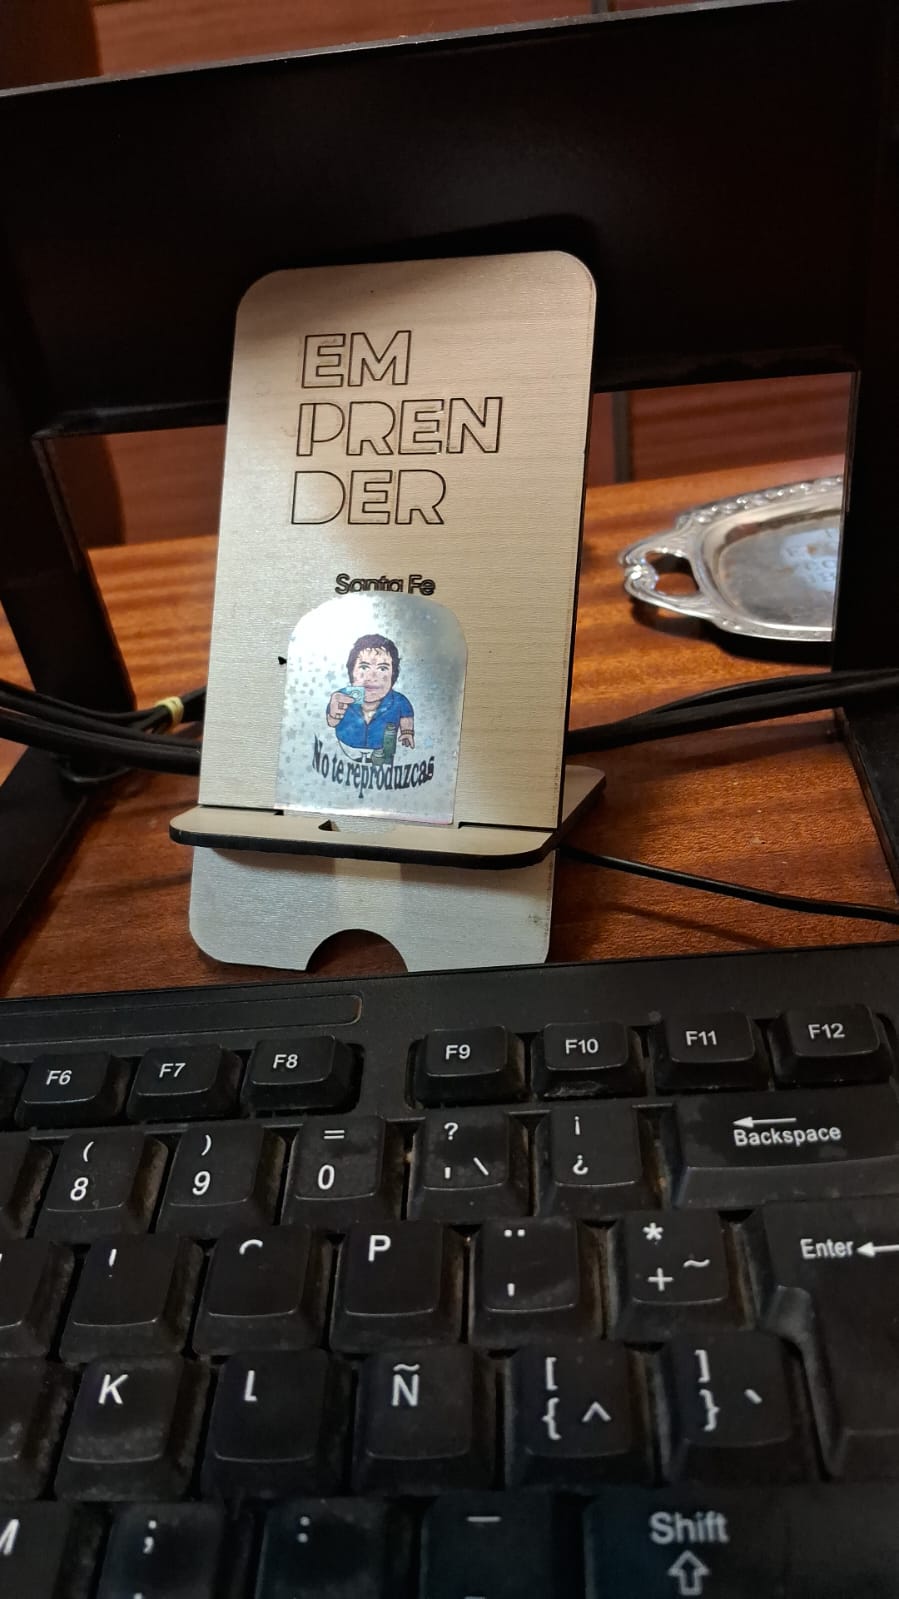 EM
PREN
DER
Santa Fe
No te reproduzcas
F6 F7 F8 F9 F10 F11 F12
( ) = ? ¡
8 9 0 ' \ ¿
Backspace
P ¨ * ~
´ +
Enter
K L Ñ [ ]
{ ^ } `
M ; : _
, . -
Shift